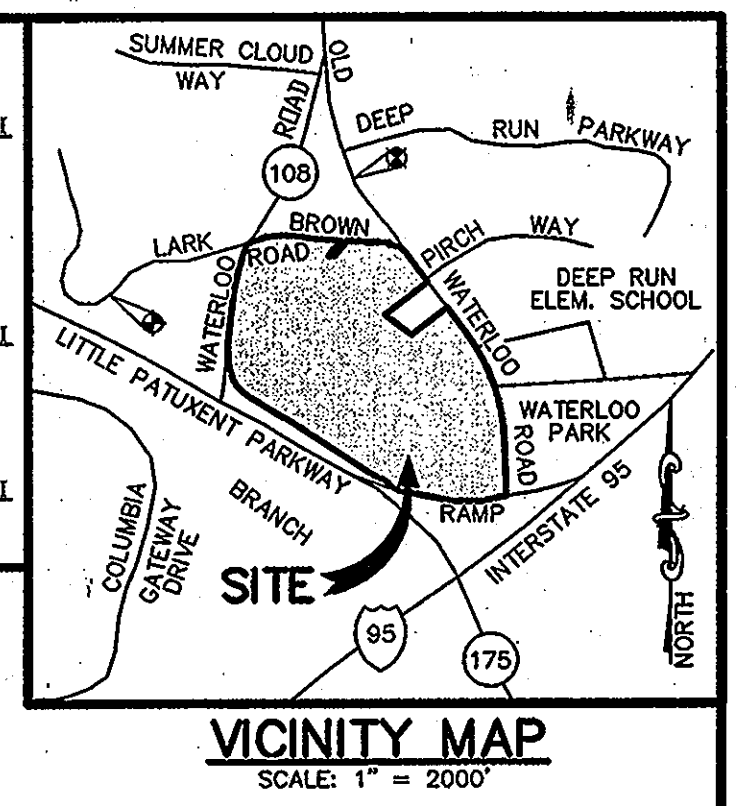 SUMMER CLOUD
WAY
OLD
ROAD
108
DEEP
RUN
PARKWAY
BROWN
LARK
ROAD
PIRCH
WAY
WATERLOO
WATERLOO
DEEP RUN
ELEM. SCHOOL
LITTLE PATUXENT PARKWAY
WATERLOO
PARK
ROAD
BRANCH
RAMP
INTERSTATE 95
COLUMBIA
GATEWAY
DRIVE
SITE
95
175
NORTH
VICINITY MAP
SCALE: 1" = 2000'